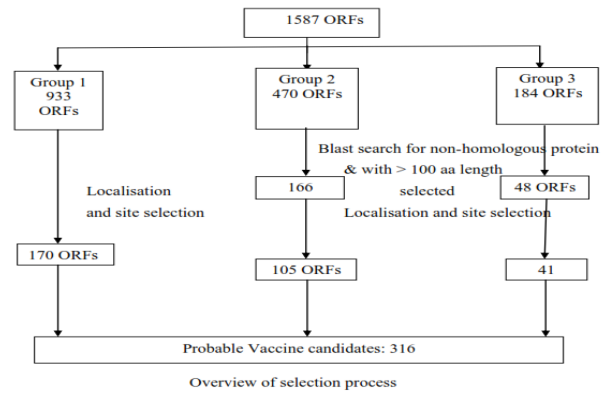 1587 ORFs
Group 1
933
ORFs
Group 2
470 ORFs
Group 3
184 ORFs
Blast search for non-homologous protein
& with > 100 aa length
selected
166
48 ORFs
Localisation
and site selection
Localisation and site selection
170 ORFs
105 ORFs
41
Probable Vaccine candidates: 316
Overview of selection process